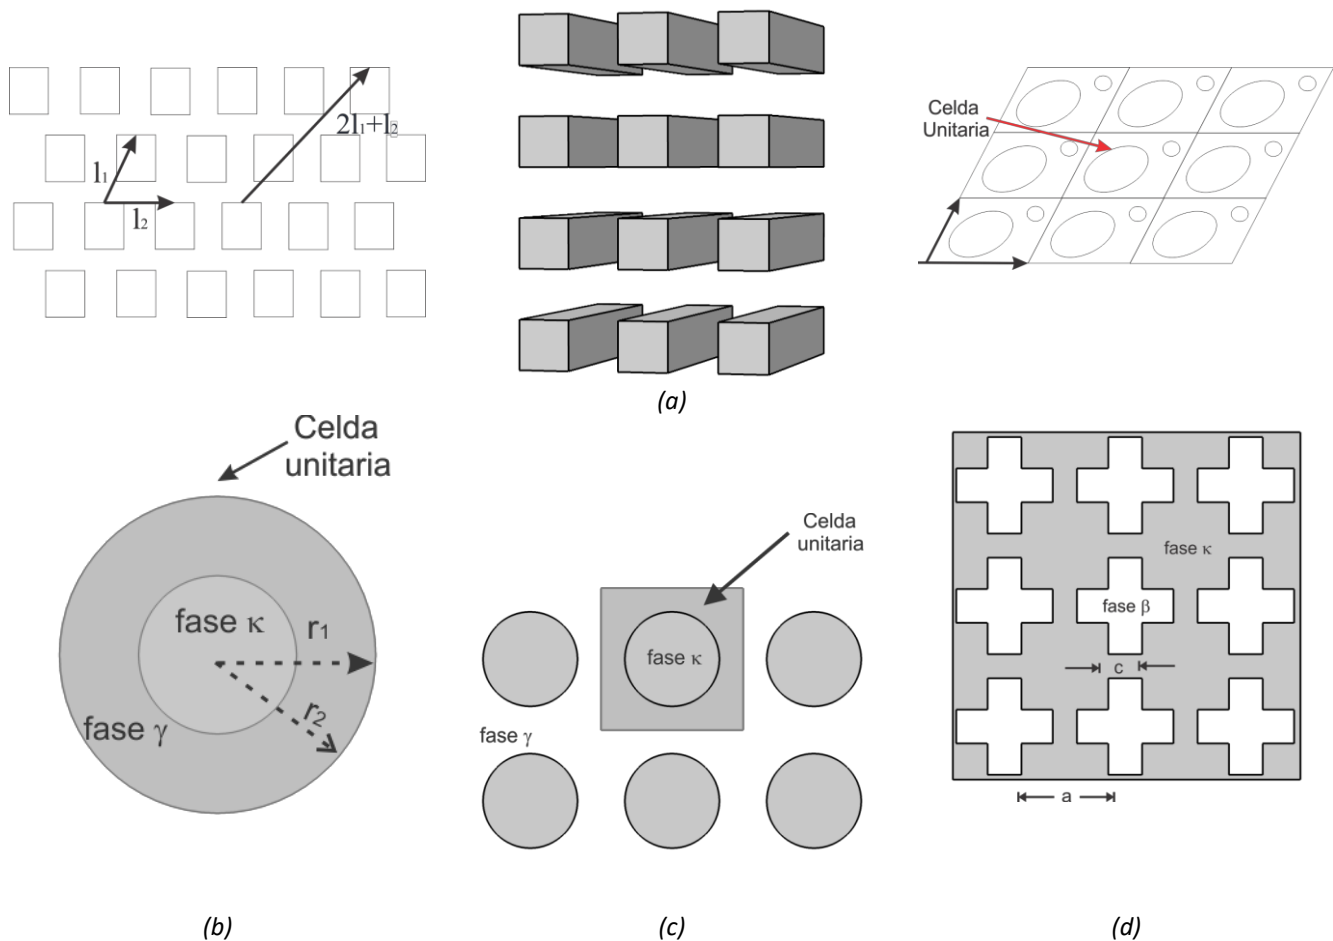 l₁
l₂
2l₁+l₂
Celda
Unitaria
(a)
Celda
unitaria
fase κ
r₁
r₂
fase γ
(b)
Celda
unitaria
fase κ
fase γ
(c)
fase κ
fase β
c
a
(d)